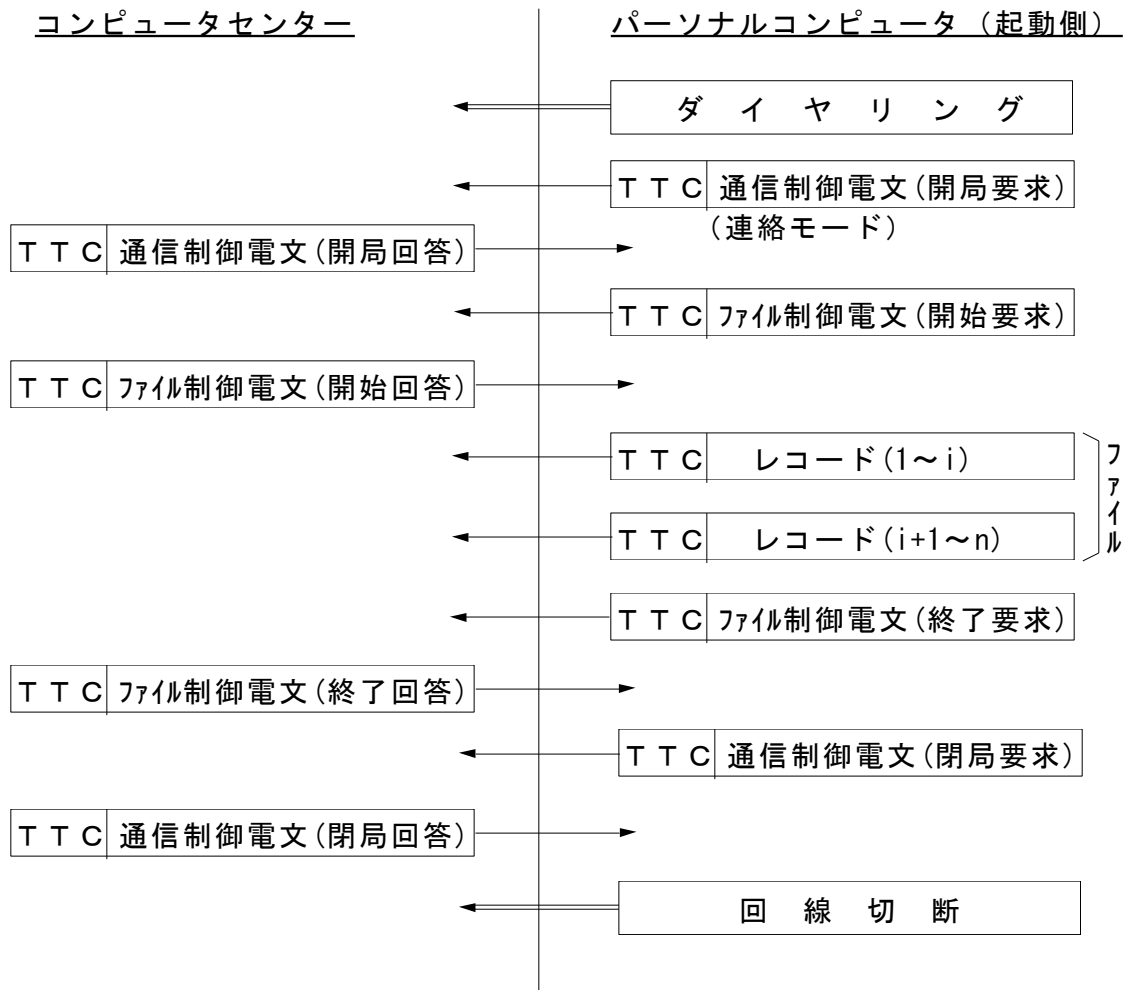 コンピュータセンター
パーソナルコンピュータ（起動側）
ダイヤリング
ＴＴＣ 通信制御電文(開局要求)
（連絡モード）
ＴＴＣ 通信制御電文(開局回答)
ＴＴＣ ﾌｧｲﾙ制御電文(開始要求)
ＴＴＣ ﾌｧｲﾙ制御電文(開始回答)
ＴＴＣ レコード(1～i)
ＴＴＣ レコード(i+1～n)
ファイル
ＴＴＣ ﾌｧｲﾙ制御電文(終了要求)
ＴＴＣ ﾌｧｲﾙ制御電文(終了回答)
ＴＴＣ 通信制御電文(閉局要求)
ＴＴＣ 通信制御電文(閉局回答)
回線切断